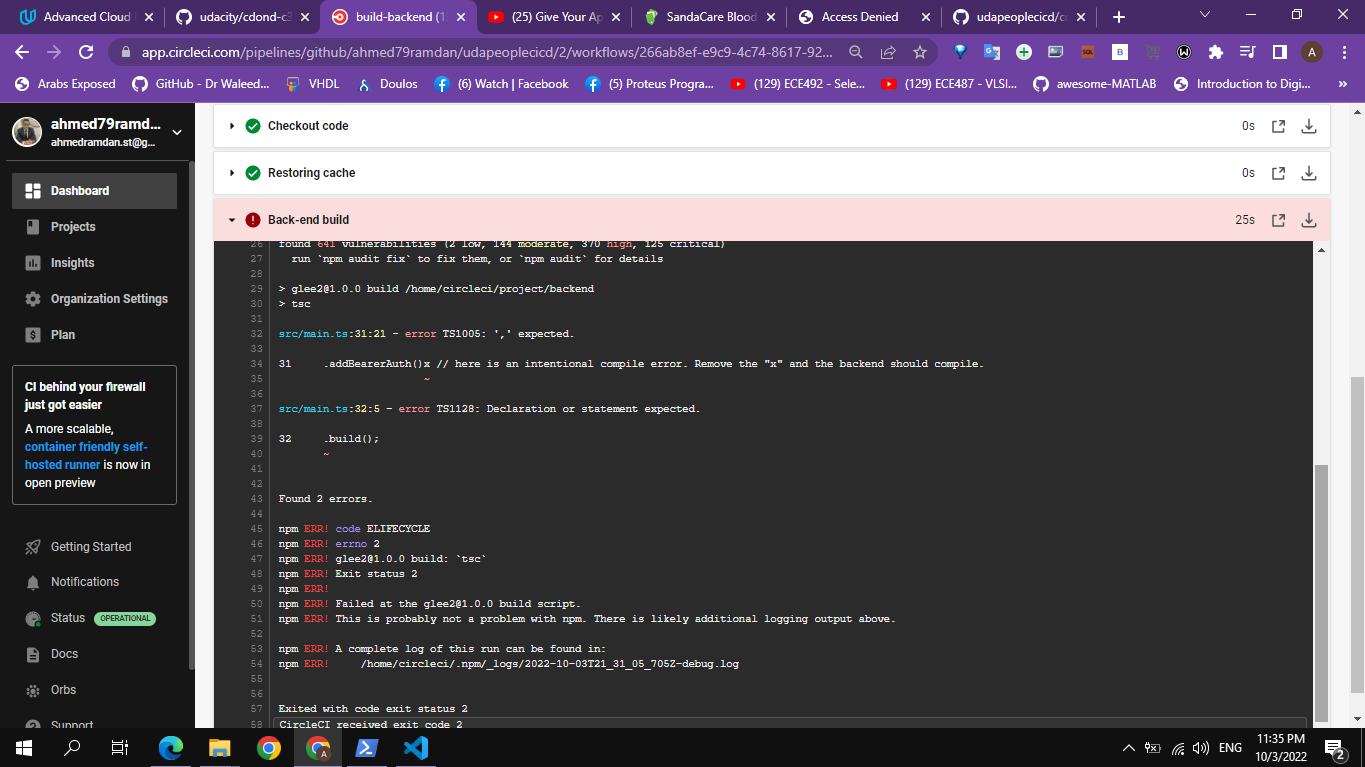 Advanced Cloud
udacity/cdond-c3
build-backend (1
(25) Give Your Ap
SandaCare Blood
Access Denied
udapeoplecicd/c
app.circleci.com/pipelines/github/ahmed79ramdan/udapeoplecicd/2/workflows/266ab8ef-e9c9-4c74-8617-92...
A
Arabs Exposed
GitHub - Dr Waleed...
VHDL
Doulos
(6) Watch | Facebook
(5) Proteus Progra...
(129) ECE492 - Sele...
(129) ECE487 - VLSI...
awesome-MATLAB
Introduction to Digi...
»
ahmed79ramd...
ahmedramdan.st@g...
Dashboard
Projects
Insights
Organization Settings
Plan
CI behind your firewall
just got easier
A more scalable,
container friendly self-
hosted runner is now in
open preview
Getting Started
Notifications
Status OPERATIONAL
Docs
Orbs
Support
Checkout code 0s
Restoring cache 0s
Back-end build 25s
26 found 641 vulnerabilities (2 low, 144 moderate, 370 high, 125 critical)
27 run `npm audit fix` to fix them, or `npm audit` for details
28
29 > glee2@1.0.0 build /home/circleci/project/backend
30 > tsc
31
32 src/main.ts:31:21 - error TS1005: ',' expected.
33
34 31 .addBearerAuth()x // here is an intentional compile error. Remove the "x" and the backend should compile.
35 ~
36
37 src/main.ts:32:5 - error TS1128: Declaration or statement expected.
38
39 32 .build();
40 ~
41
42
43 Found 2 errors.
44
45 npm ERR! code ELIFECYCLE
46 npm ERR! errno 2
47 npm ERR! glee2@1.0.0 build: `tsc`
48 npm ERR! Exit status 2
49 npm ERR!
50 npm ERR! Failed at the glee2@1.0.0 build script.
51 npm ERR! This is probably not a problem with npm. There is likely additional logging output above.
52
53 npm ERR! A complete log of this run can be found in:
54 npm ERR! /home/circleci/.npm/_logs/2022-10-03T21_31_05_705Z-debug.log
55
56
57 Exited with code exit status 2
58 CircleCI received exit code 2
ENG
11:35 PM
10/3/2022
2